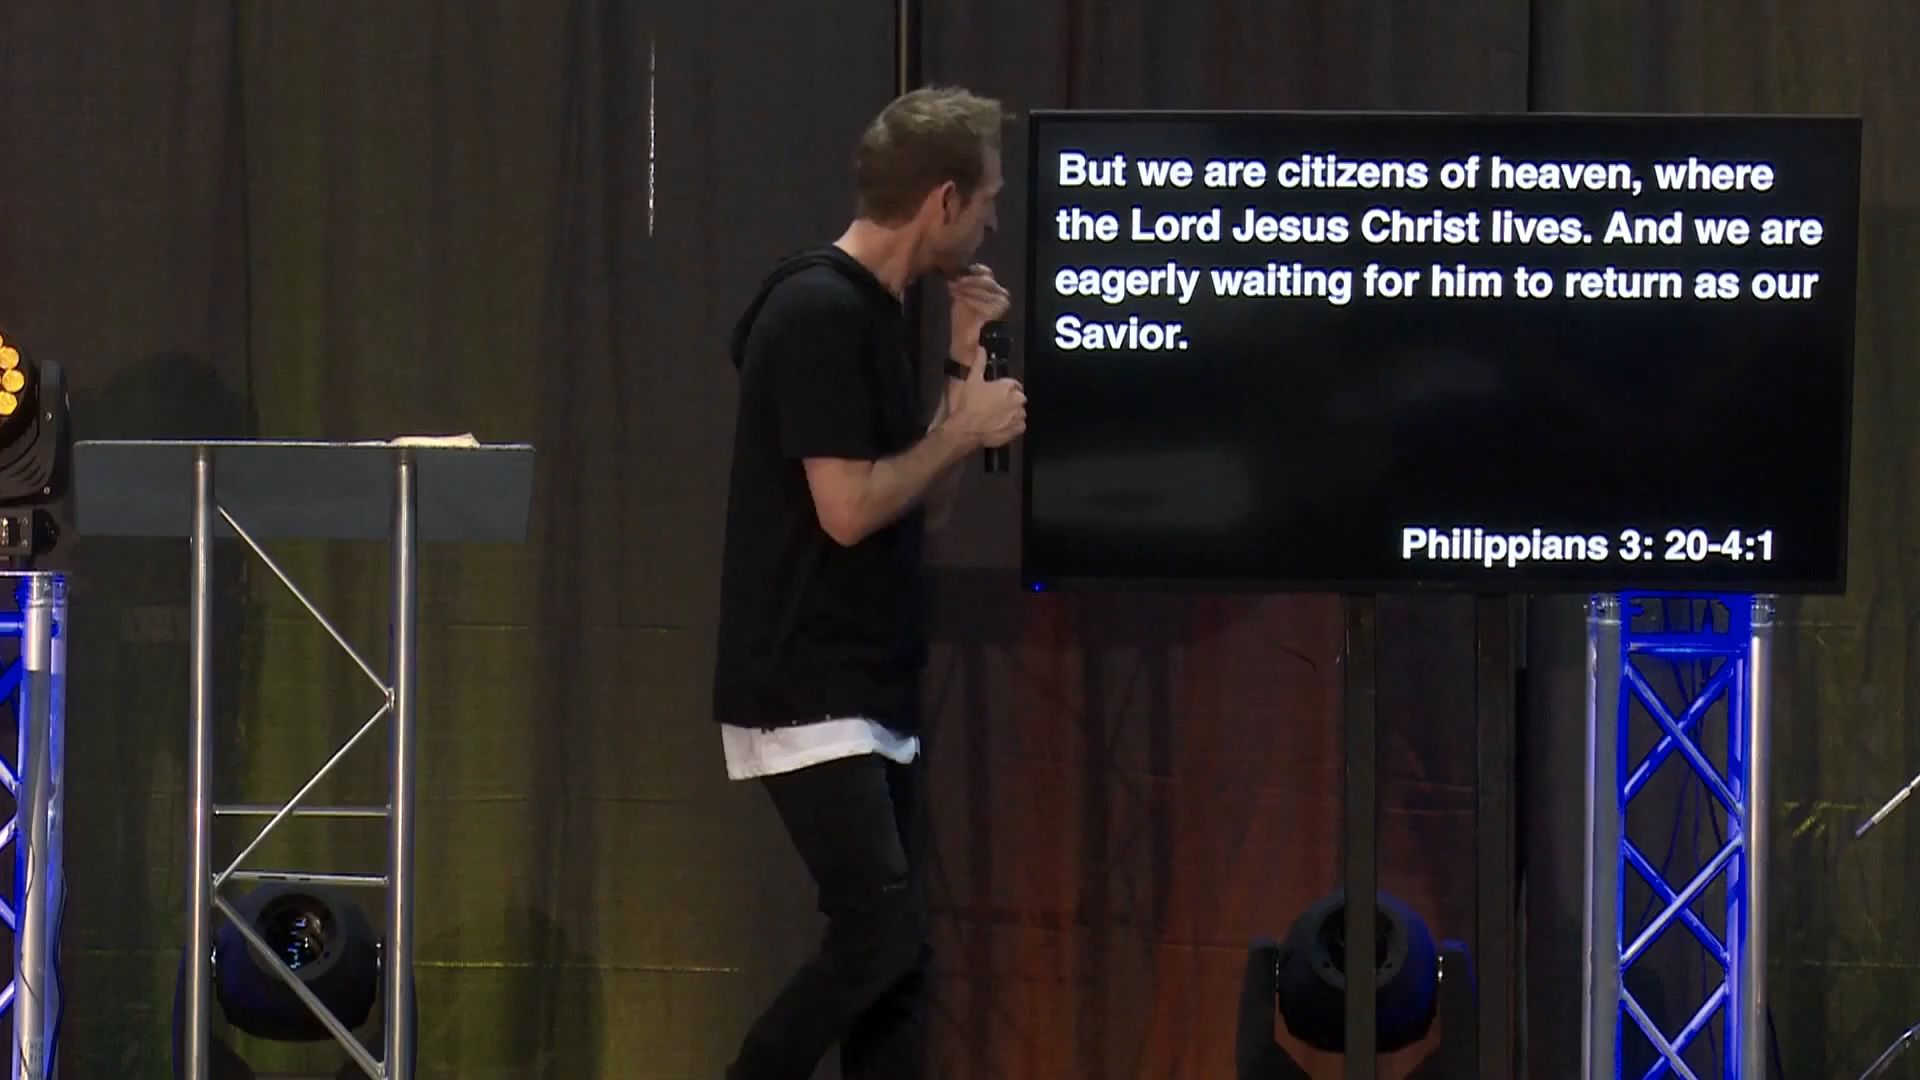 But we are citizens of heaven, where
the Lord Jesus Christ lives. And we are
eagerly waiting for him to return as our
Savior.
Philippians 3: 20-4:1